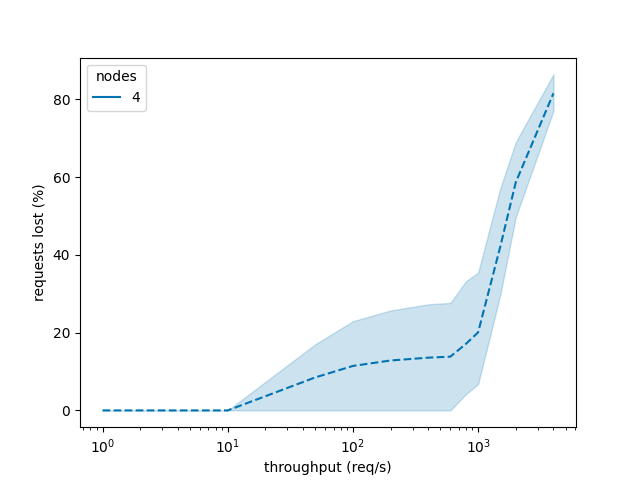 nodes
4
80
60
40
20
0
requests lost (%)
10⁰ 10¹ 10² 10³
throughput (req/s)